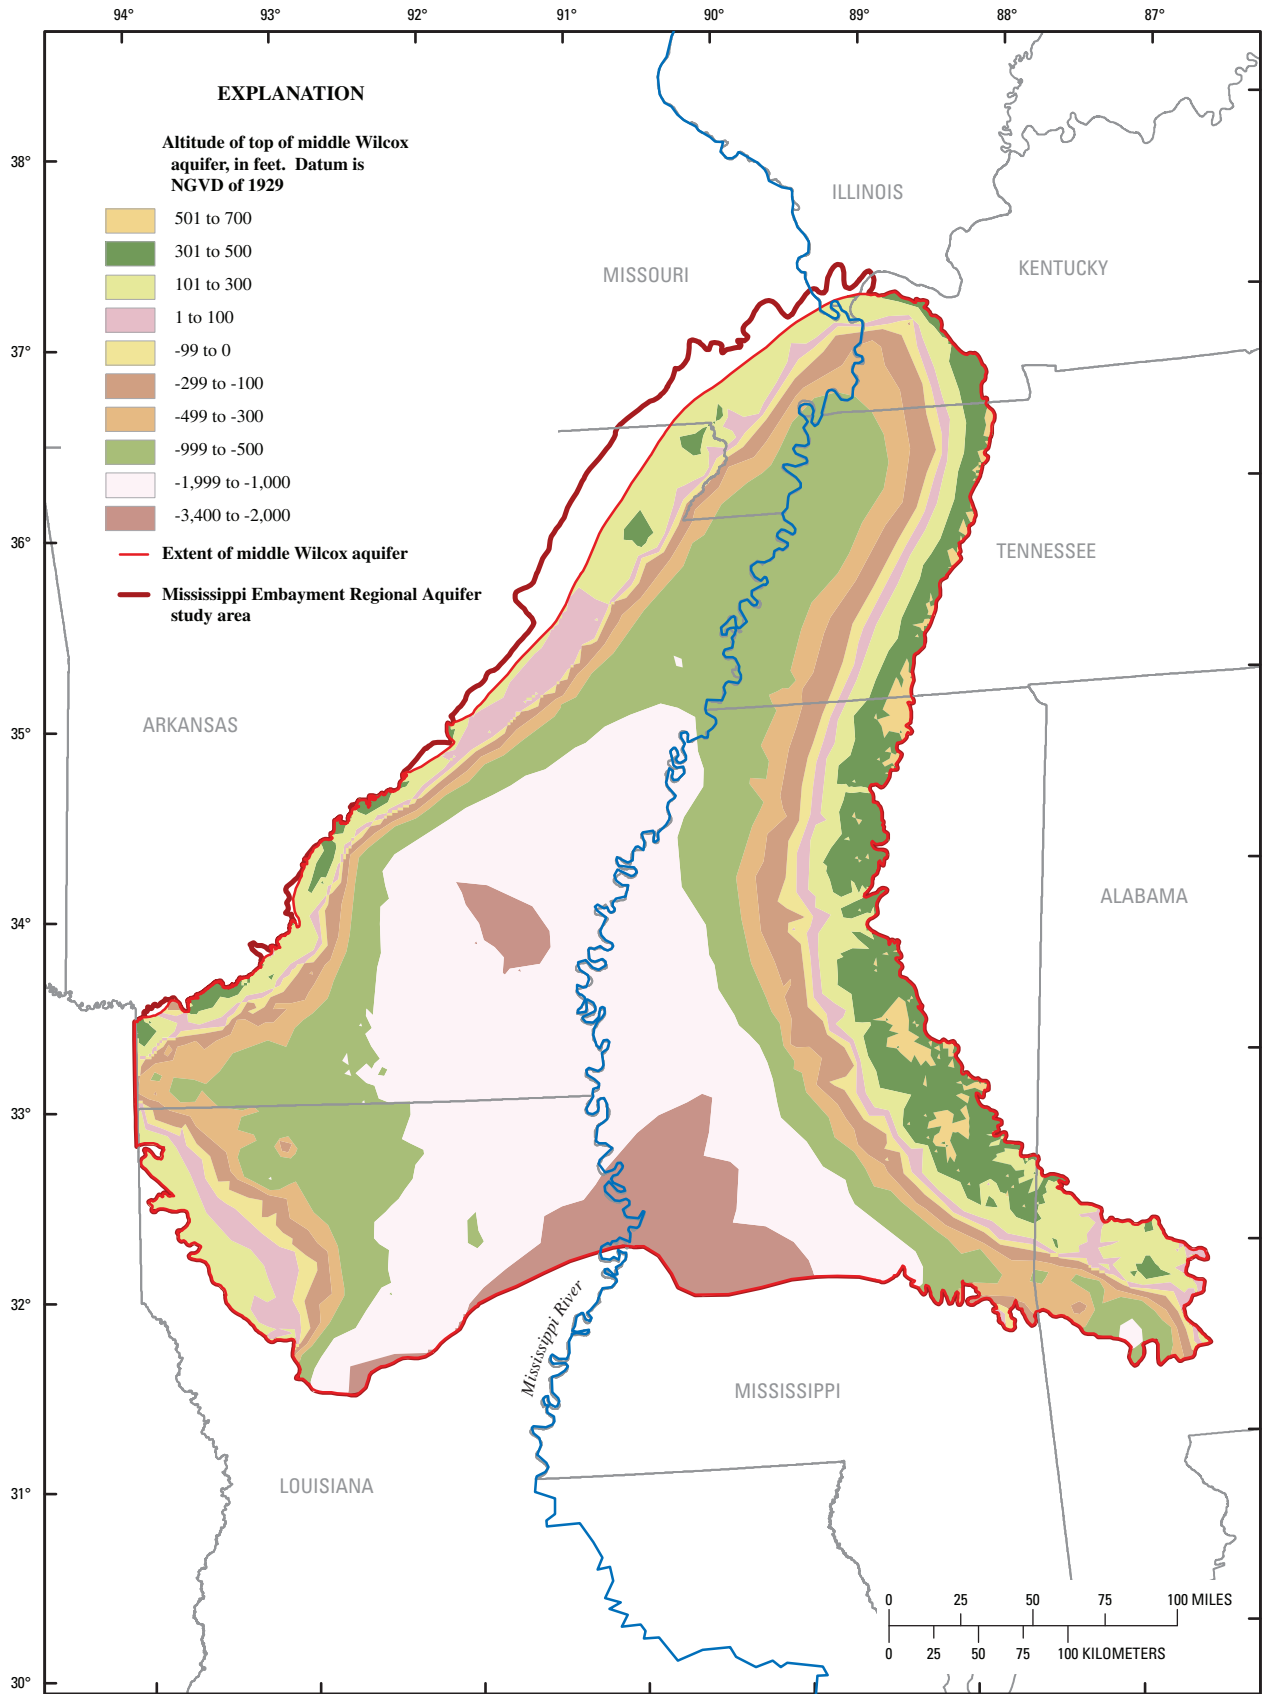 94° 93° 92° 91° 90° 89° 88° 87°
EXPLANATION
Altitude of top of middle Wilcox
aquifer, in feet. Datum is
NGVD of 1929
501 to 700
301 to 500
101 to 300
1 to 100
-99 to 0
-299 to -100
-499 to -300
-999 to -500
-1,999 to -1,000
-3,400 to -2,000
Extent of middle Wilcox aquifer
Mississippi Embayment Regional Aquifer
study area
38°
37°
36°
35°
34°
33°
32°
31°
30°
ILLINOIS
MISSOURI
KENTUCKY
TENNESSEE
ARKANSAS
ALABAMA
Mississippi River
MISSISSIPPI
LOUISIANA
0 25 50 75 100 MILES
0 25 50 75 100 KILOMETERS